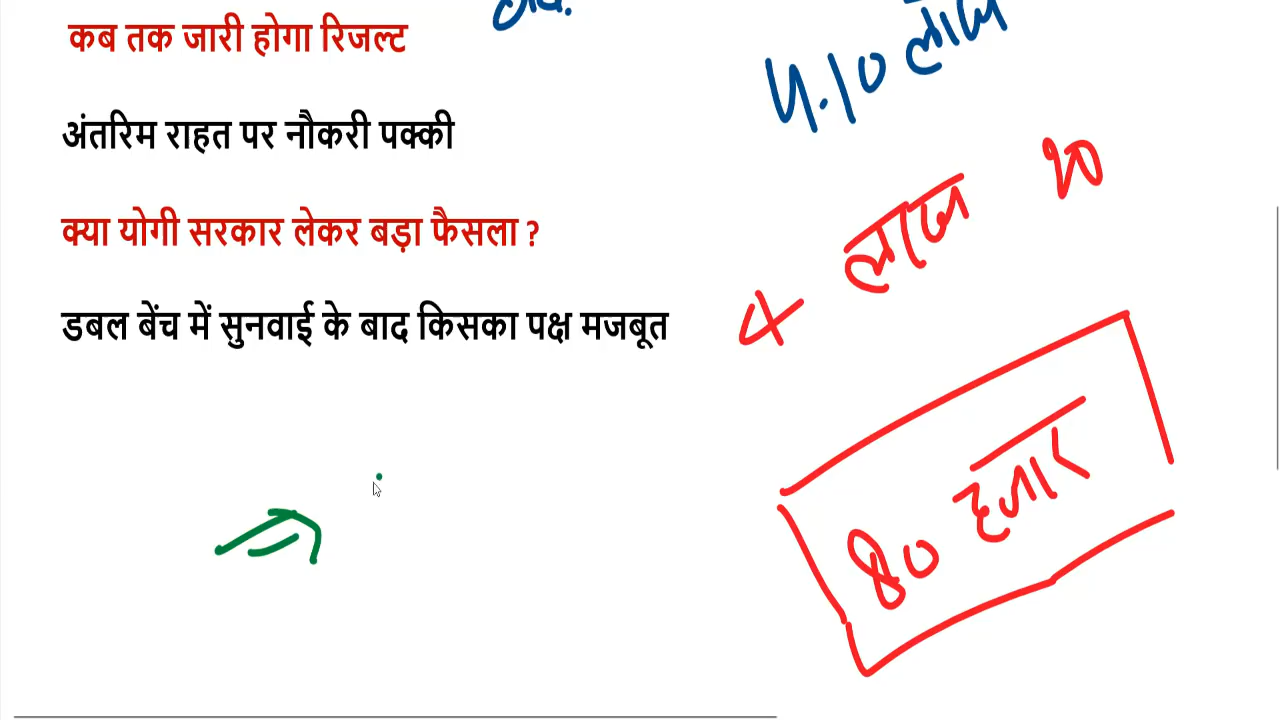 कब तक जारी होगा रिजल्ट
अंतरिम राहत पर नौकरी पक्की
क्या योगी सरकार लेकर बड़ा फैसला ?
डबल बेंच में सुनवाई के बाद किसका पक्ष मजबूत
4.10 लाख
4 लाख 10
80 हजार